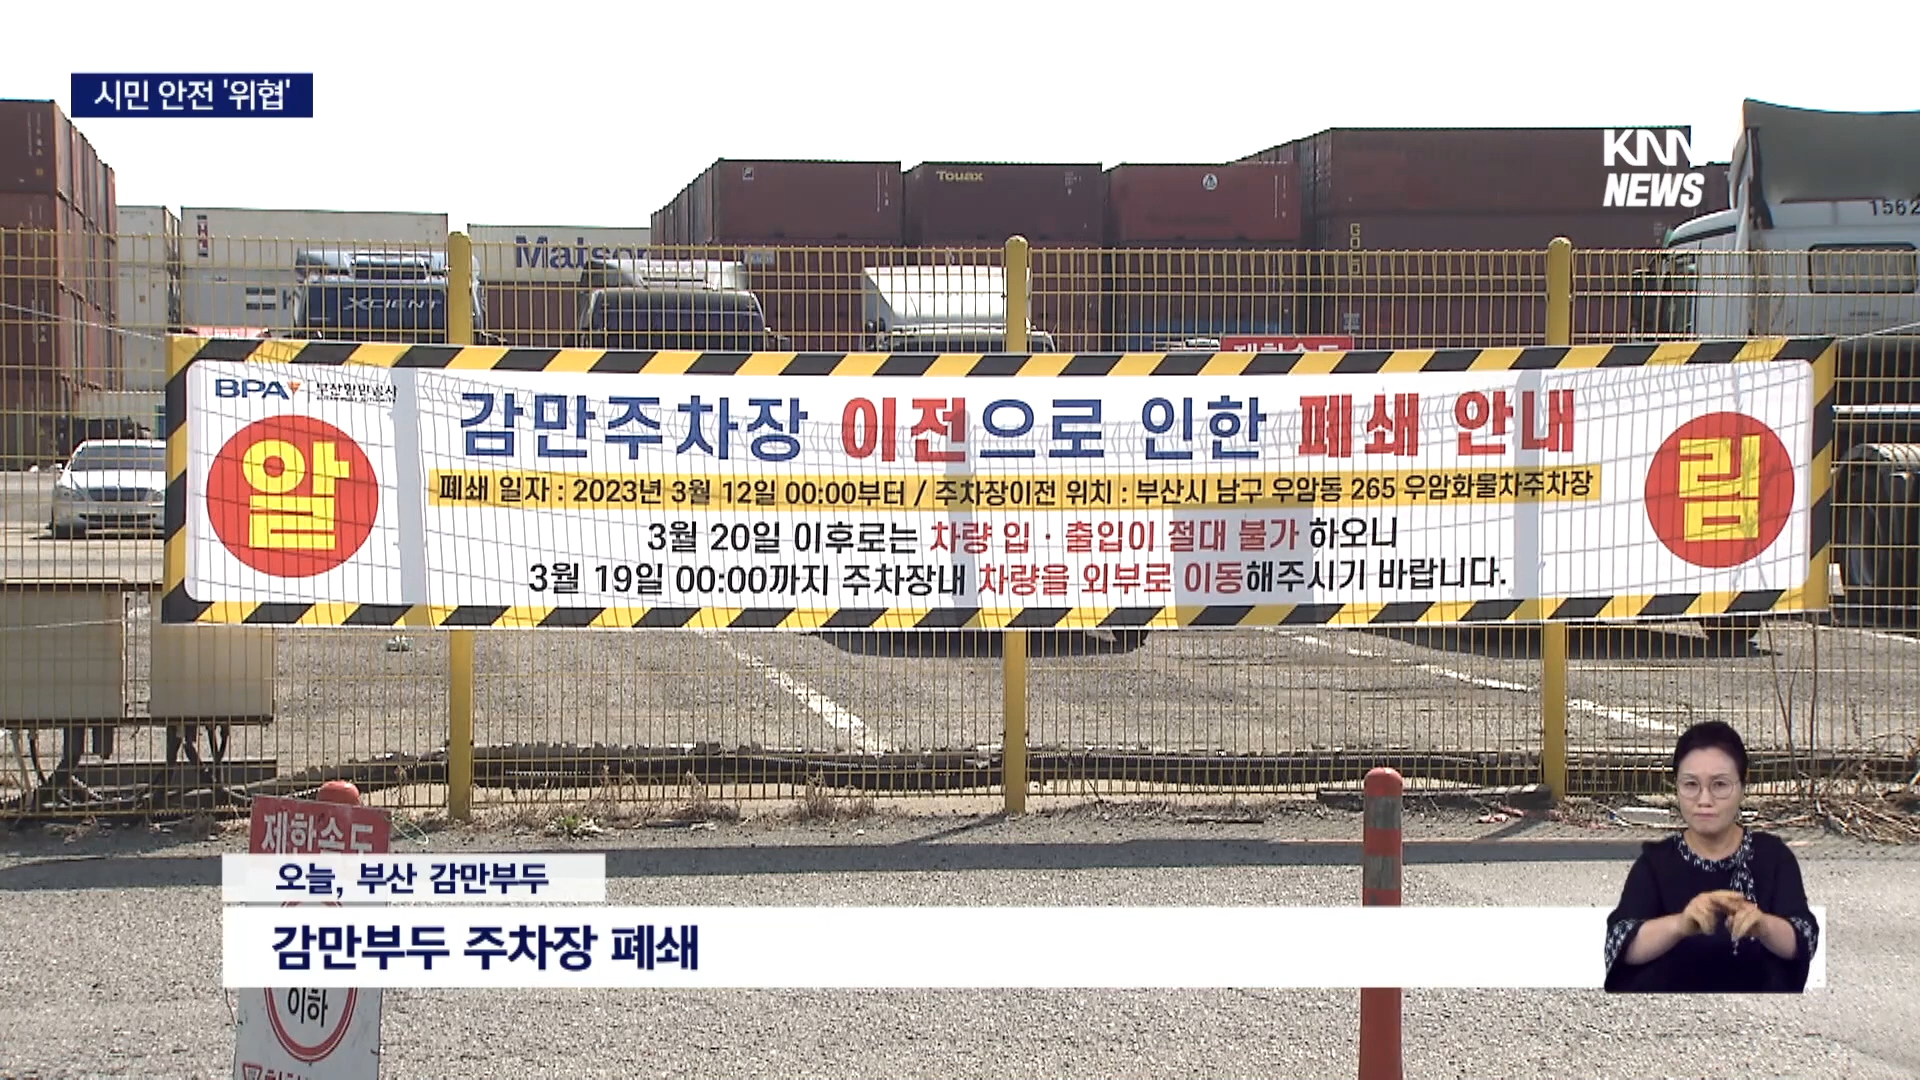 시민 안전 '위협'
KNN
NEWS
1562
Touax
GOLD
Matson
XCIENT
제한속도
BPA 부산항만공사
알림
감만주차장 이전으로 인한 폐쇄 안내
폐쇄 일자 : 2023년 3월 12일 00:00부터 / 주차장이전 위치 : 부산시 남구 우암동 265 우암화물차주차장
3월 20일 이후로는 차량 입 · 출입이 절대 불가 하오니
3월 19일 00:00까지 주차장내 차량을 외부로 이동해주시기 바랍니다.
제한속도
오늘, 부산 감만부두
감만부두 주차장 폐쇄
이하